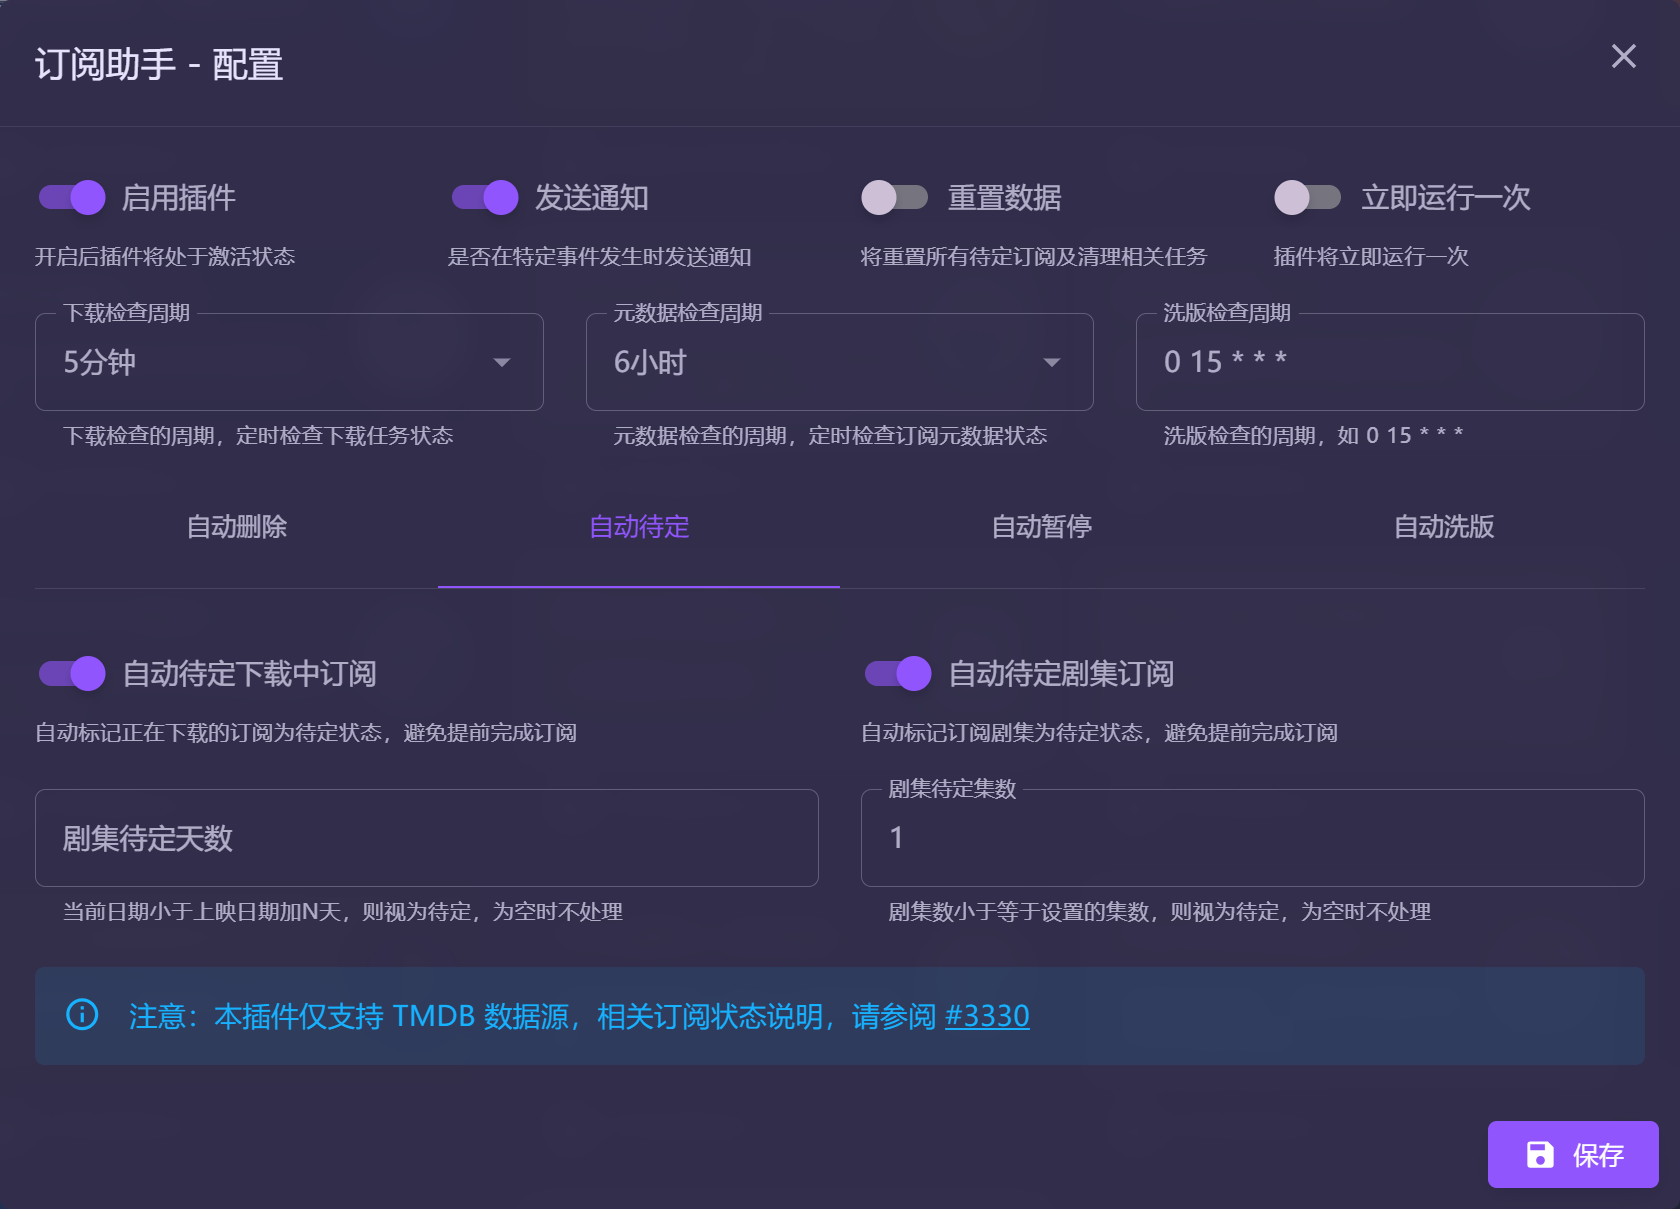 订阅助手 - 配置
启用插件
发送通知
重置数据
立即运行一次
开启后插件将处于激活状态
是否在特定事件发生时发送通知
将重置所有待定订阅及清理相关任务
插件将立即运行一次
下载检查周期
元数据检查周期
洗版检查周期
5分钟
6小时
0 15 * * *
下载检查的周期，定时检查下载任务状态
元数据检查的周期，定时检查订阅元数据状态
洗版检查的周期，如 0 15 * * *
自动删除
自动待定
自动暂停
自动洗版
自动待定下载中订阅
自动待定剧集订阅
自动标记正在下载的订阅为待定状态，避免提前完成订阅
自动标记订阅剧集为待定状态，避免提前完成订阅
剧集待定集数
剧集待定天数
1
当前日期小于上映日期加N天，则视为待定，为空时不处理
剧集数小于等于设置的集数，则视为待定，为空时不处理
注意：本插件仅支持 TMDB 数据源，相关订阅状态说明，请参阅 #3330
保存